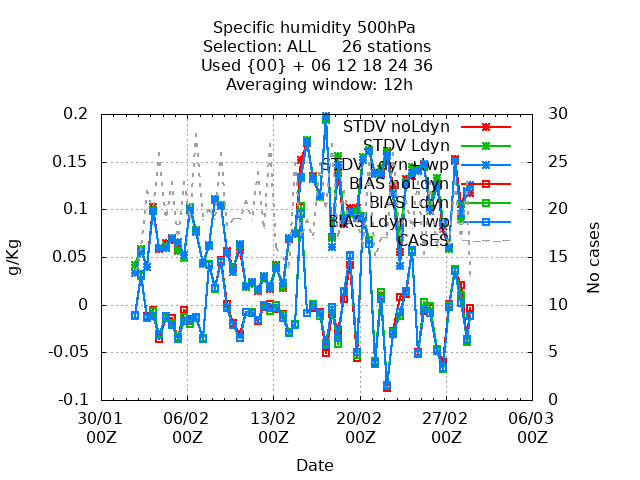 Specific humidity 500hPa
Selection: ALL     26 stations
Used {00} + 06 12 18 24 36
Averaging window: 12h
g/Kg
No cases
0.2
0.15
0.1
0.05
0
-0.05
-0.1
30
25
20
15
10
5
0
STDV noLdyn
STDV Ldyn
STDV Ldyn+lwp
BIAS noLdyn
BIAS Ldyn
BIAS Ldyn+lwp
CASES
30/01 06/02 13/02 20/02 27/02 06/03
00Z 00Z 00Z 00Z 00Z 00Z
Date